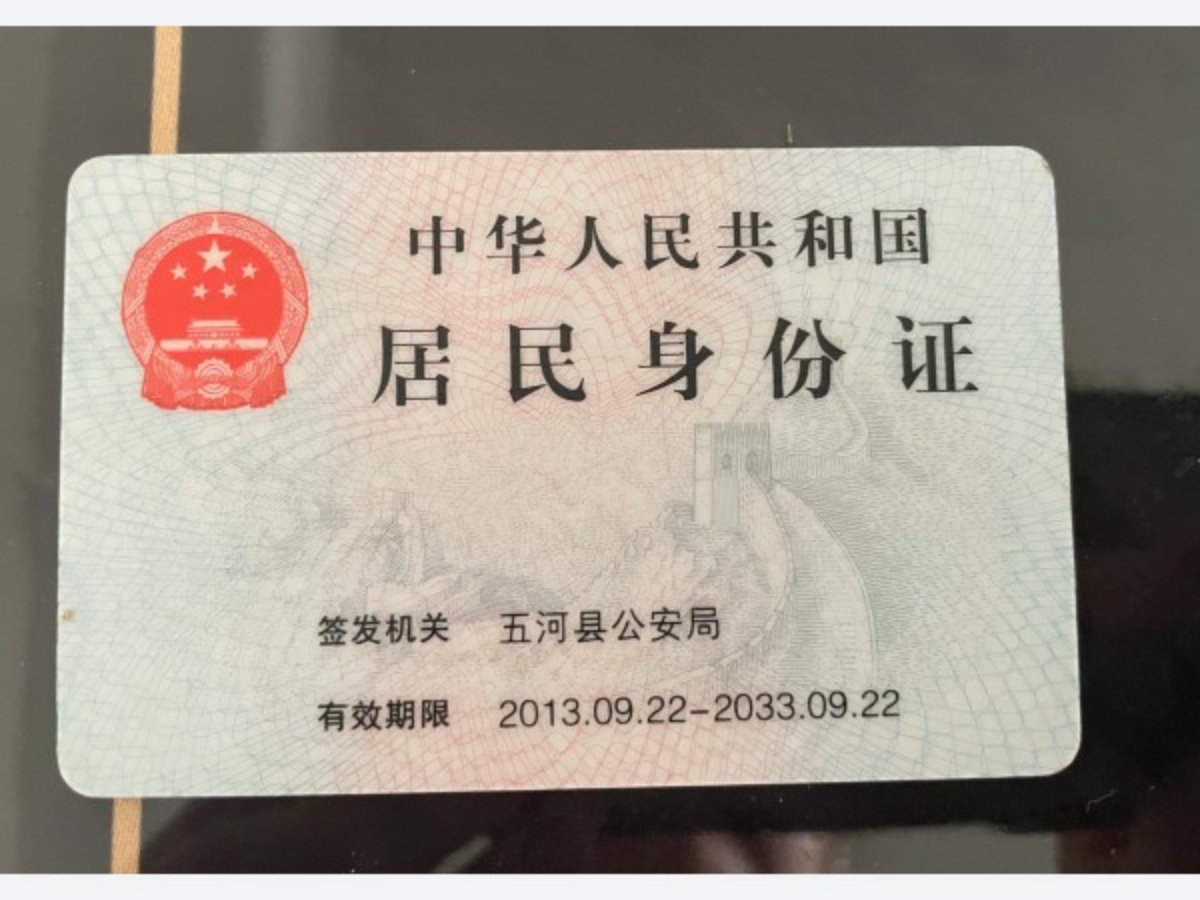 中华人民共和国
居民身份证
签发机关 五河县公安局
有效期限 2013.09.22-2033.09.22